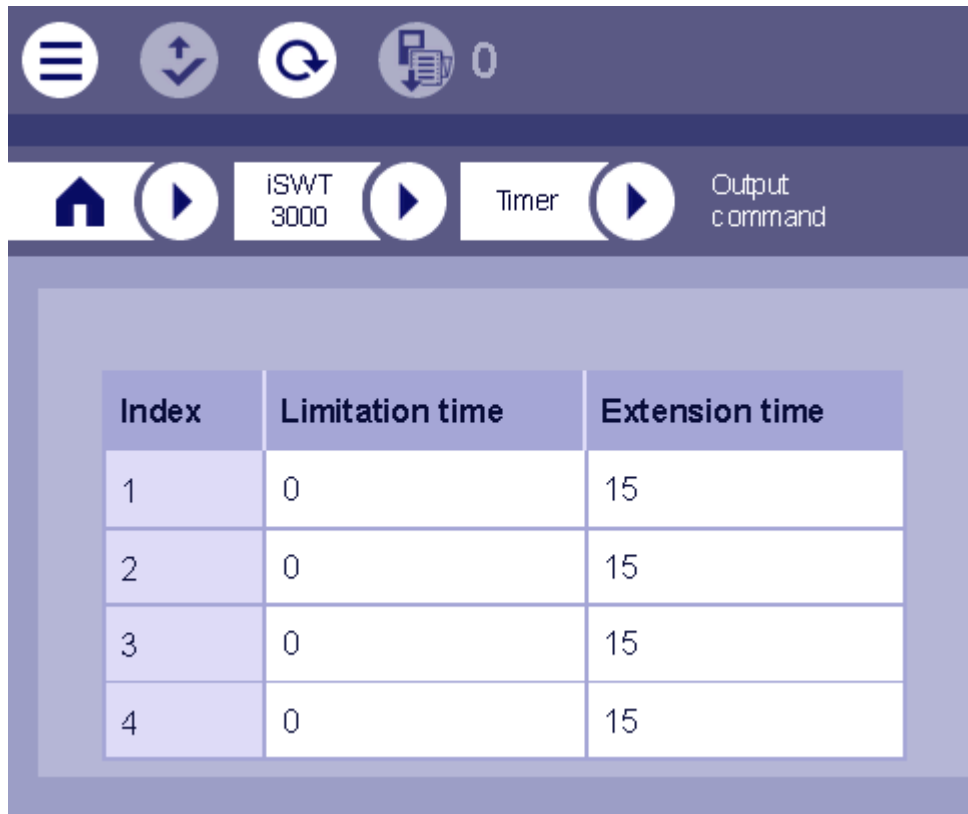 0
iSWT
3000
Timer
Output
command
Index Limitation time Extension time
1 0 15
2 0 15
3 0 15
4 0 15